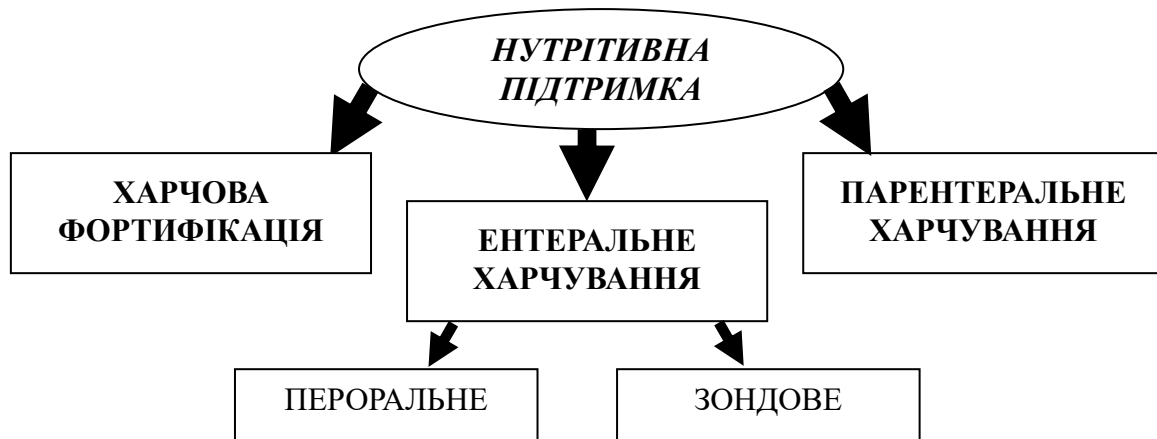 НУТРІТИВНА
ПІДТРИМКА
ХАРЧОВА
ФОРТИФІКАЦІЯ
ЕНТЕРАЛЬНЕ
ХАРЧУВАННЯ
ПАРЕНТЕРАЛЬНЕ
ХАРЧУВАННЯ
ПЕРОРАЛЬНЕ
ЗОНДОВЕ